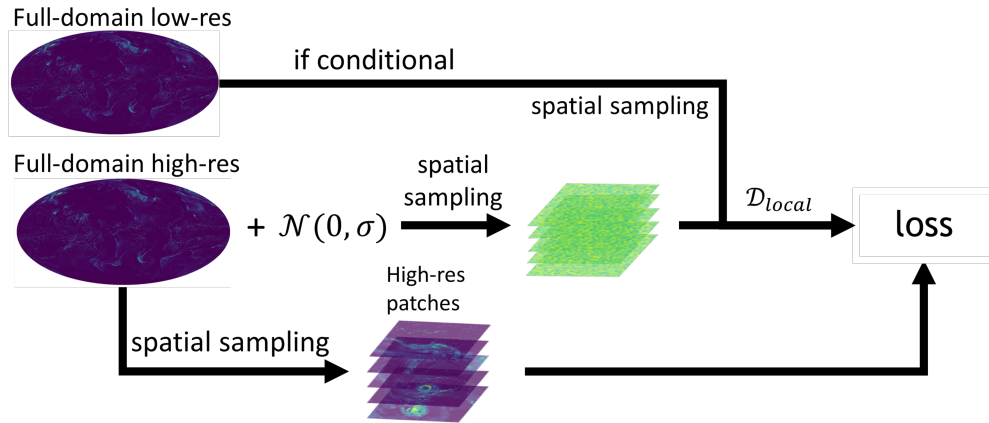 Full-domain low-res
if conditional
spatial sampling
Full-domain high-res
spatial
sampling
+ 𝒩(0, σ)
𝒟local
loss
High-res
patches
spatial sampling